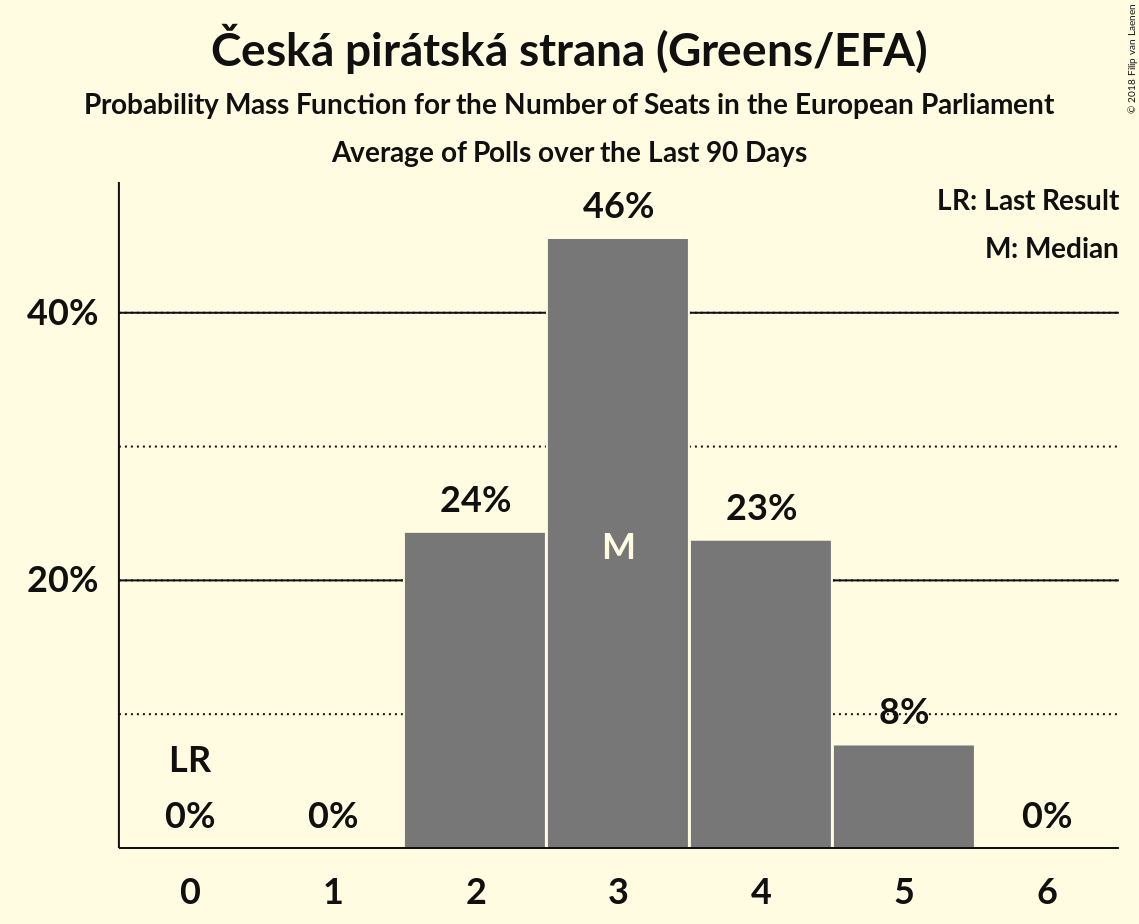 Česká pirátská strana (Greens/EFA)
Probability Mass Function for the Number of Seats in the European Parliament
Average of Polls over the Last 90 Days
© 2018 Filip van Laenen
LR: Last Result
M: Median
46%
40%
24%
23%
M
20%
8%
LR
0%
0%
0%
0
1
2
3
4
5
6